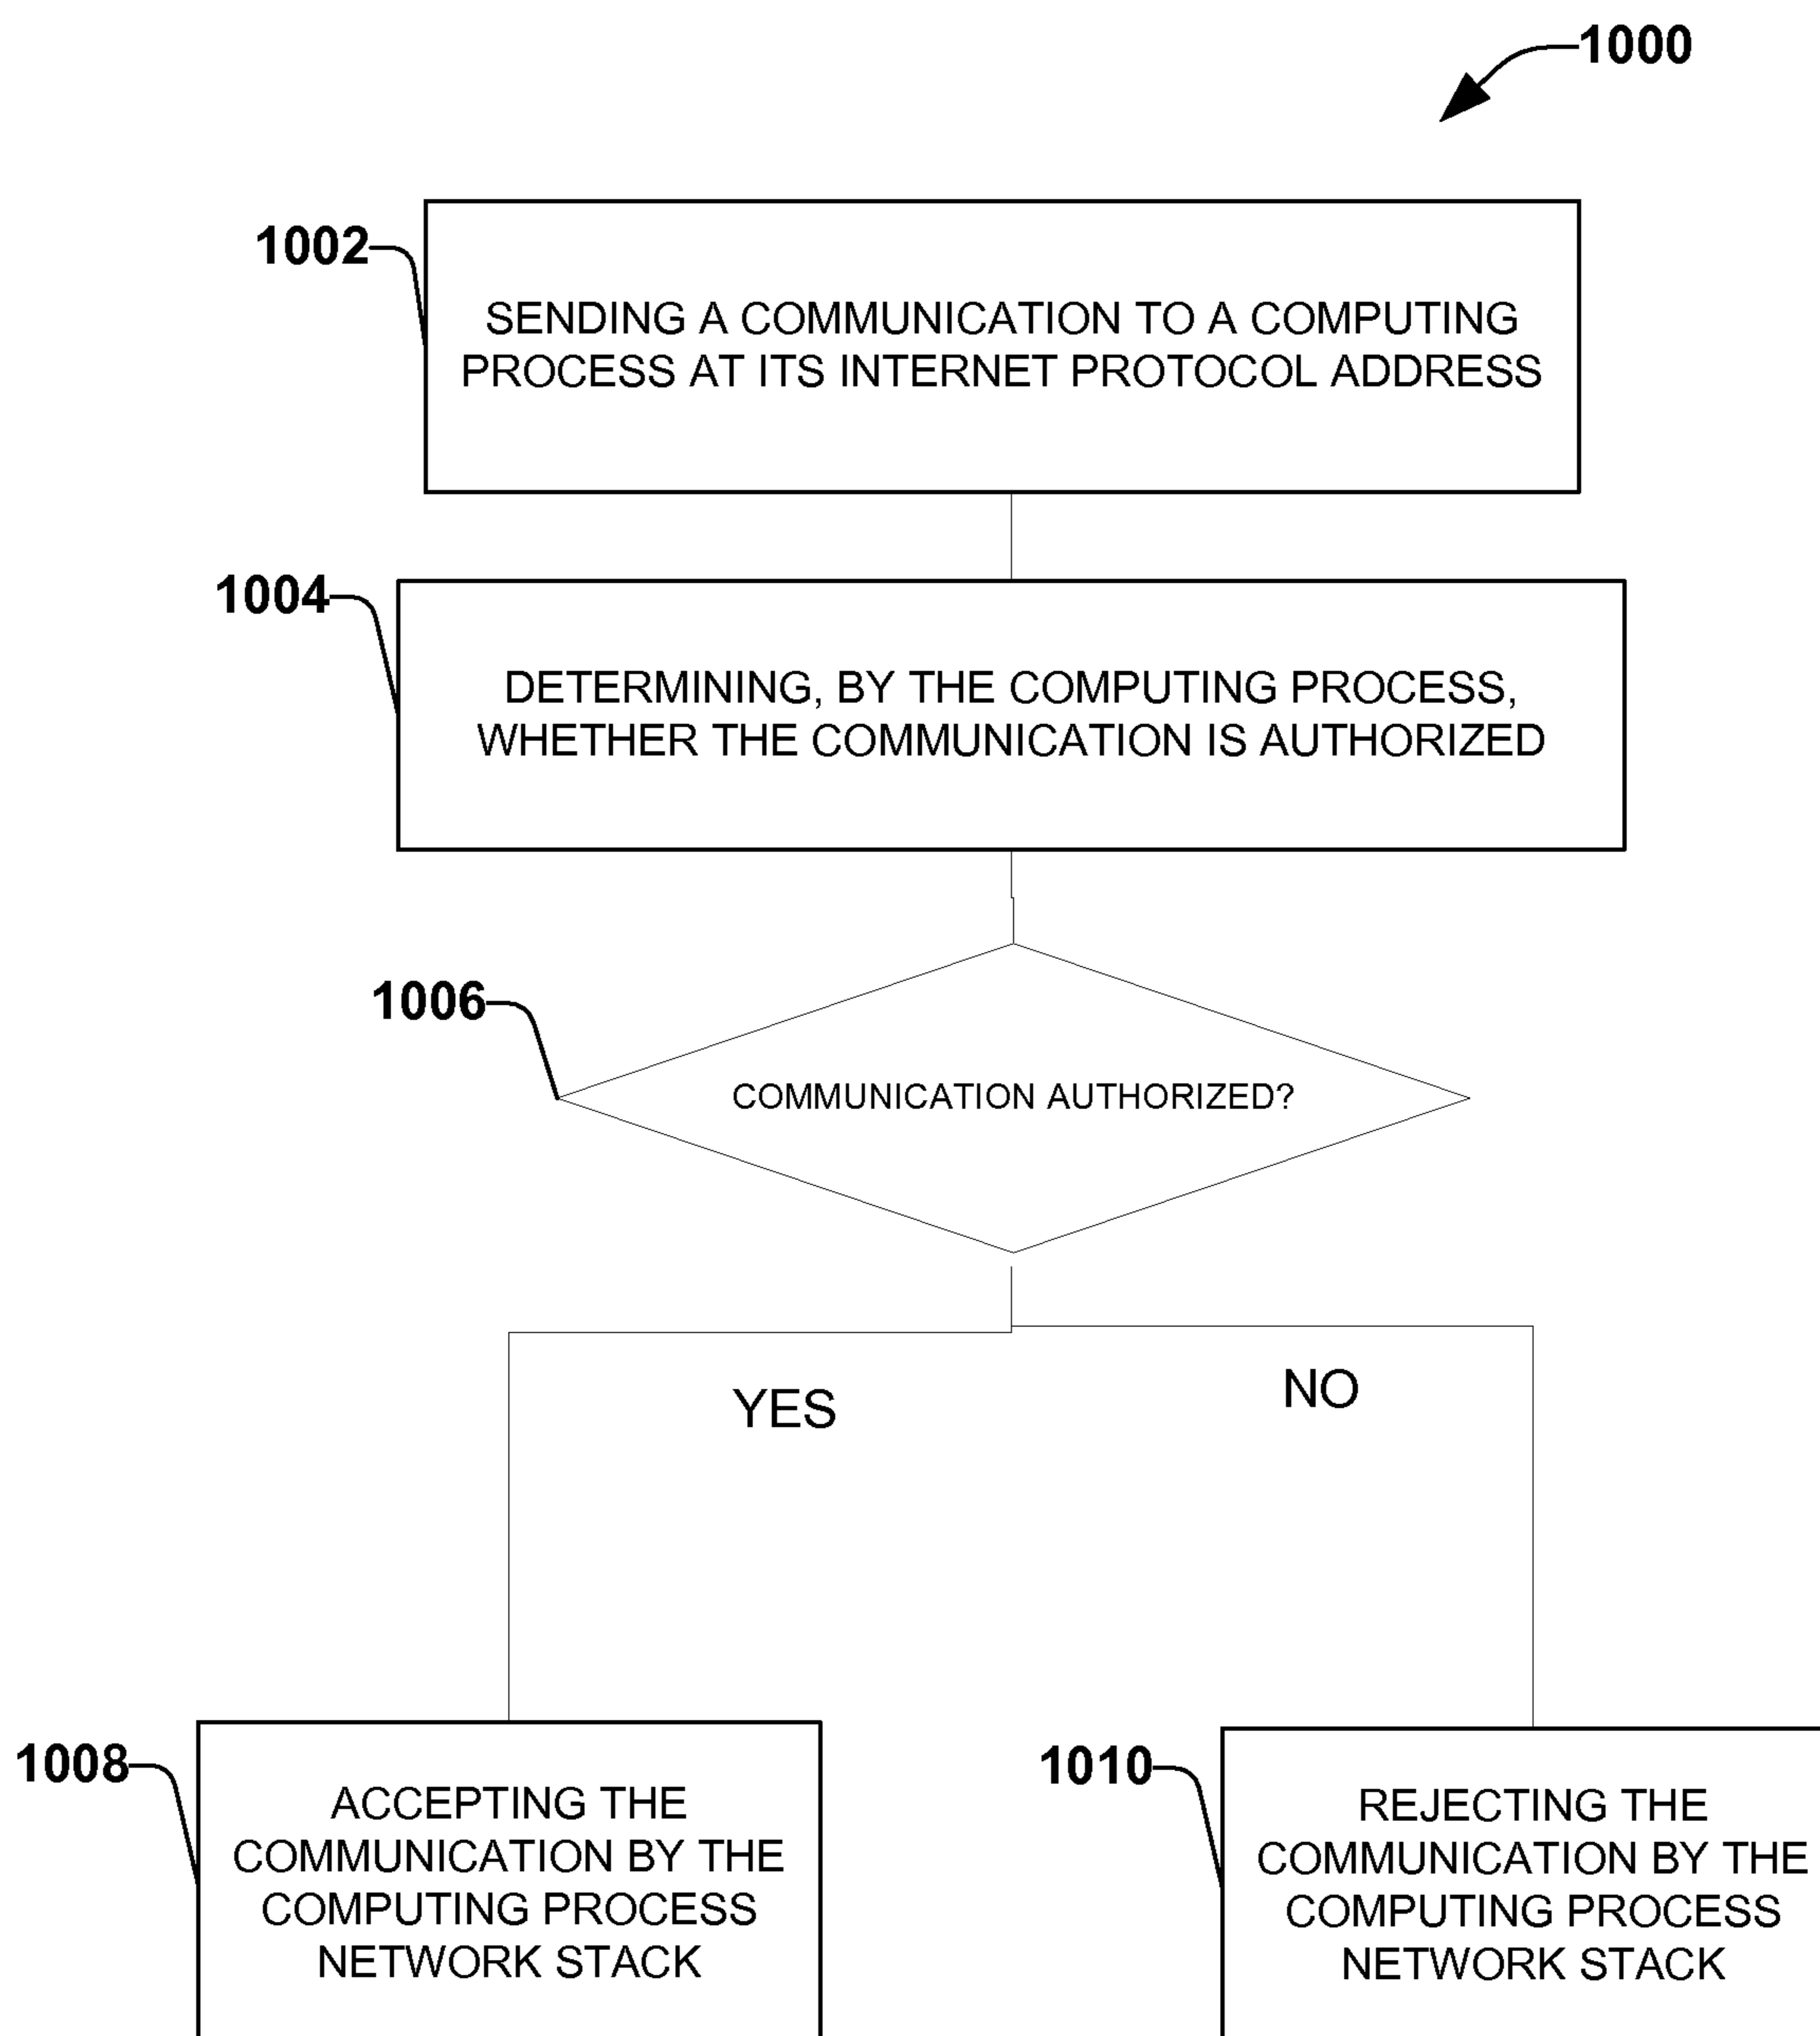 1000
1002
SENDING A COMMUNICATION TO A COMPUTING
PROCESS AT ITS INTERNET PROTOCOL ADDRESS
1004
DETERMINING, BY THE COMPUTING PROCESS,
WHETHER THE COMMUNICATION IS AUTHORIZED
1006
COMMUNICATION AUTHORIZED?
YES
NO
1008
ACCEPTING THE
COMMUNICATION BY THE
COMPUTING PROCESS
NETWORK STACK
1010
REJECTING THE
COMMUNICATION BY THE
COMPUTING PROCESS
NETWORK STACK